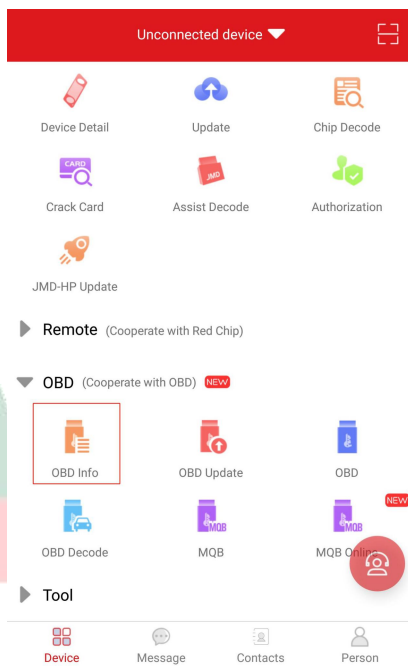 Unconnected device
Device Detail
Update
Chip Decode
CARD
JMD
Crack Card
Assist Decode
Authorization
JMD-HP Update
Remote (Cooperate with Red Chip)
OBD (Cooperate with OBD) NEW
OBD Info
OBD Update
OBD
NEW
MQB
MQB
OBD Decode
MQB
MQB Online
Tool
Device
Message
Contacts
Person